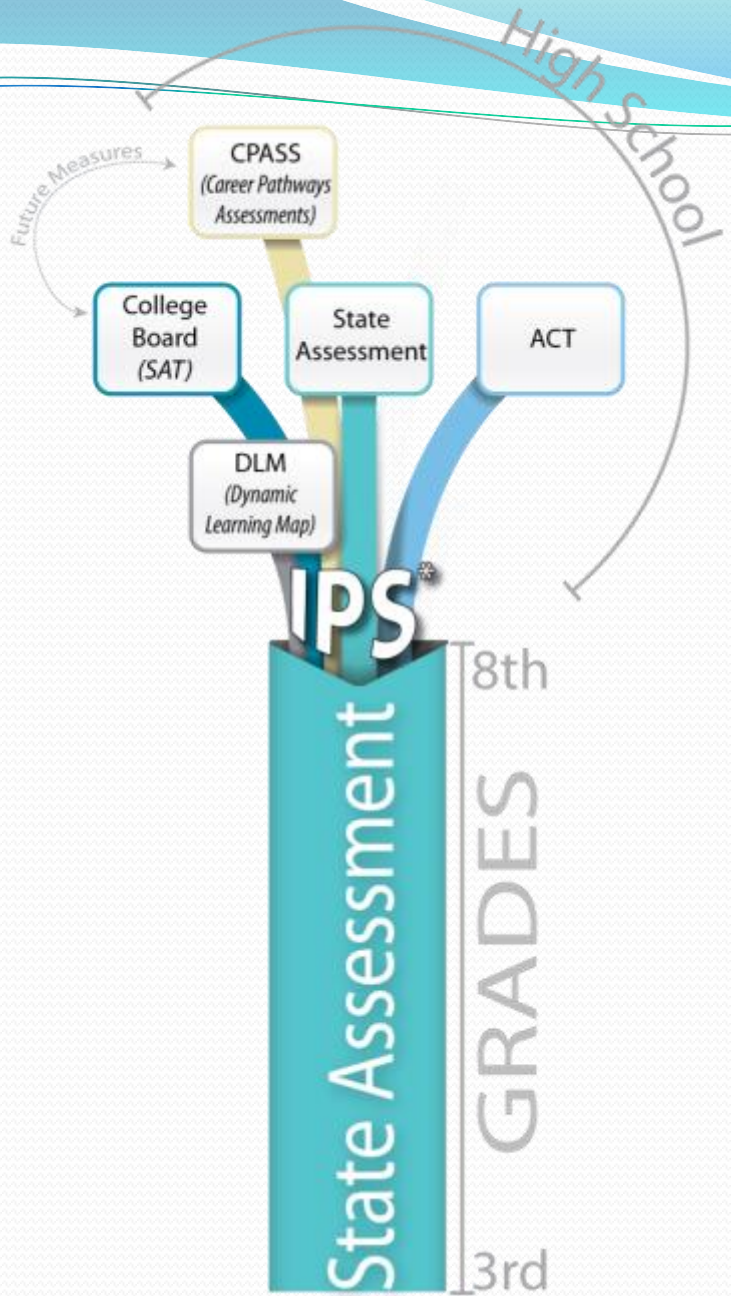 High School
Future Measures
CPASS
(Career Pathways
Assessments)
College
Board
(SAT)
State
Assessment
ACT
DLM
(Dynamic
Learning Map)
IPS*
8th
State Assessment
GRADES
3rd